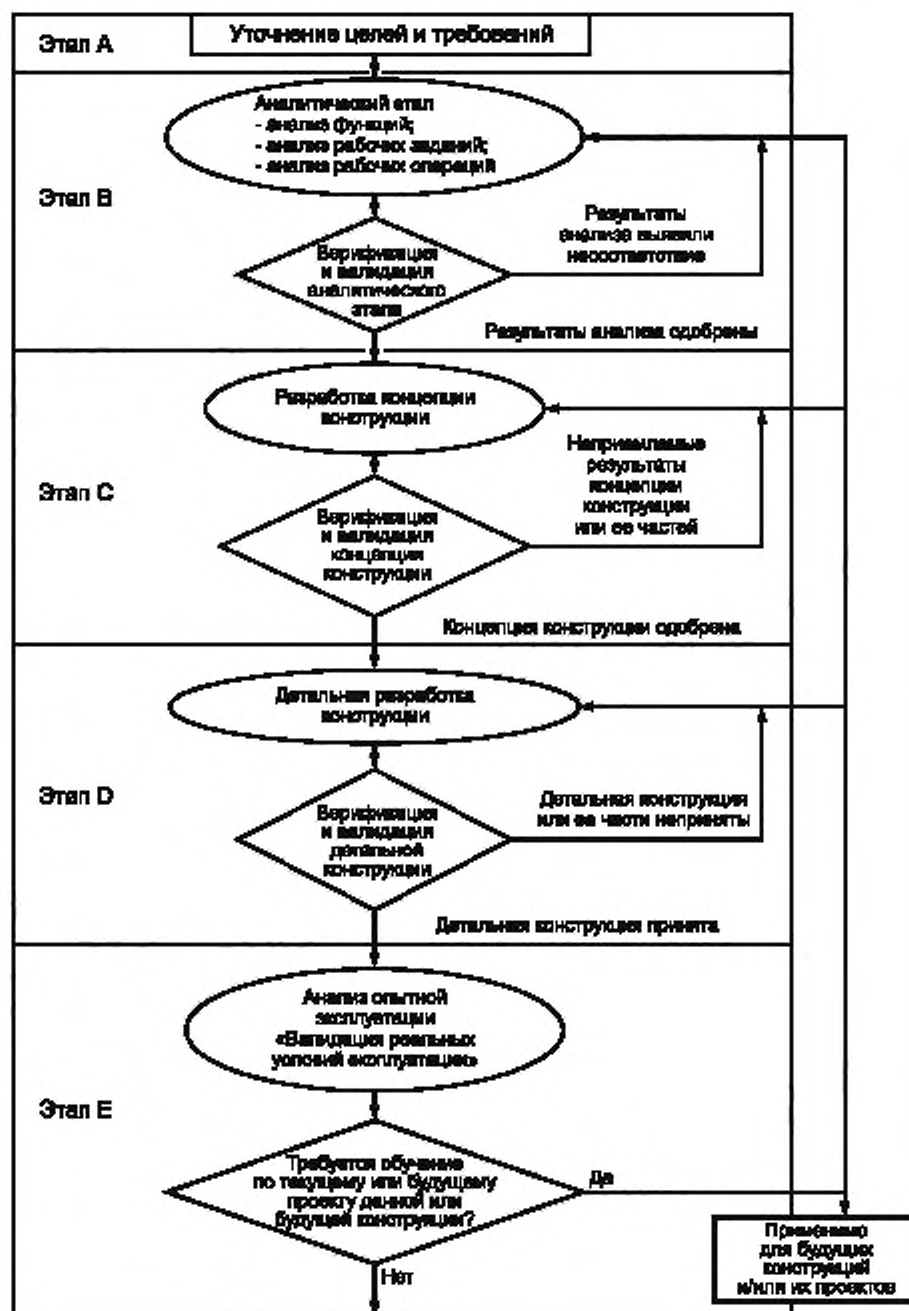 Этап A
Уточнение целей и требований
Аналитический этап
- анализ функций;
- анализ рабочих заданий;
- анализ рабочих операций
Этап B
Результаты
анализа выявили
несоответствие
Верификация
и валидация
аналитического
этапа
Результаты анализа одобрены
Разработка концепции
конструкции
Этап C
Неприемлемые
результаты
концепции
конструкции
или ее частей
Верификация
и валидация
концепции
конструкции
Концепция конструкции одобрена
Детальная разработка
конструкции
Этап D
Детальная конструкция
или ее части неприняты
Верификация
и валидация
детальной
конструкции
Детальная конструкция принята
Анализ опытной
эксплуатации
«Валидация реальных
условий эксплуатации»
Этап E
Требуется обучение
по текущему или будущему
проекту данной или
будущей конструкции?
Да
Нет
Применимо
для будущих
конструкций
и/или их проектов